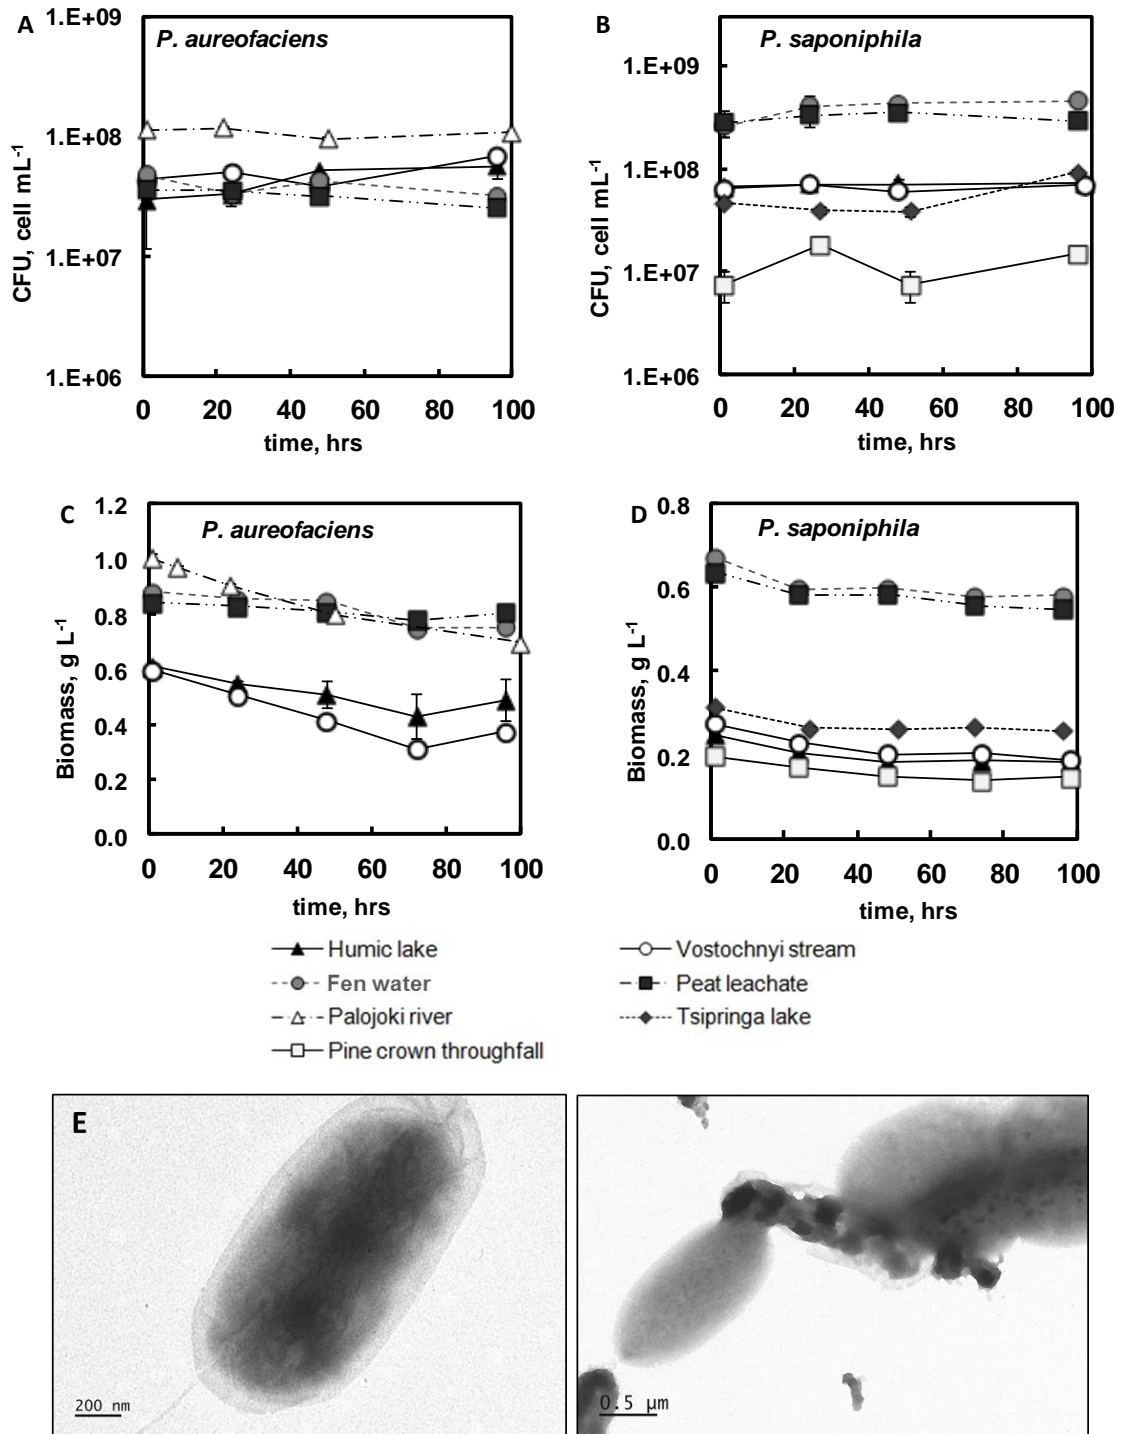 A
P. aureofaciens
CFU, cell mL-1
1.E+09
1.E+08
1.E+07
1.E+06
0 20 40 60 80 100
time, hrs
B
P. saponiphila
CFU, cell mL-1
1.E+09
1.E+08
1.E+07
1.E+06
0 20 40 60 80 100
time, hrs
C
P. aureofaciens
Biomass, g L-1
1.2
1.0
0.8
0.6
0.4
0.2
0.0
0 20 40 60 80 100
time, hrs
D
P. saponiphila
Biomass, g L-1
0.8
0.6
0.4
0.2
0.0
0 20 40 60 80 100
time, hrs
Humic lake
Vostochnyi stream
Fen water
Peat leachate
Palojoki river
Tsipringa lake
Pine crown throughfall
E
200 nm
0.5 µm